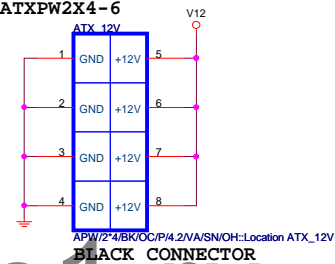 ATXPW2X4-6
V12
ATX_12V
1 GND +12V 5
2 GND +12V 6
3 GND +12V 7
4 GND +12V 8
APW/2*4/BK/OC/P/4.2/VA/SN/OH::Location ATX_12V
BLACK CONNECTOR